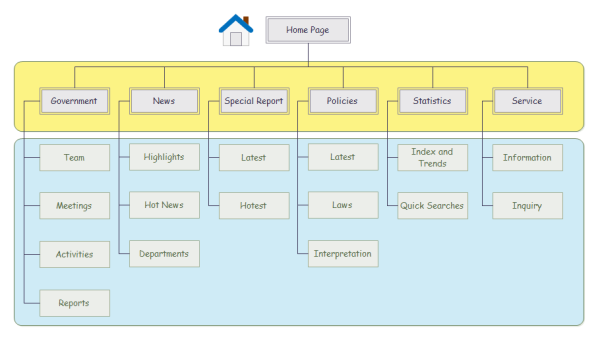 Home Page
Government
News
Special Report
Policies
Statistics
Service
Team
Highlights
Latest
Latest
Index and
Trends
Information
Meetings
Hot News
Hotest
Laws
Quick Searches
Inquiry
Activities
Departments
Interpretation
Reports